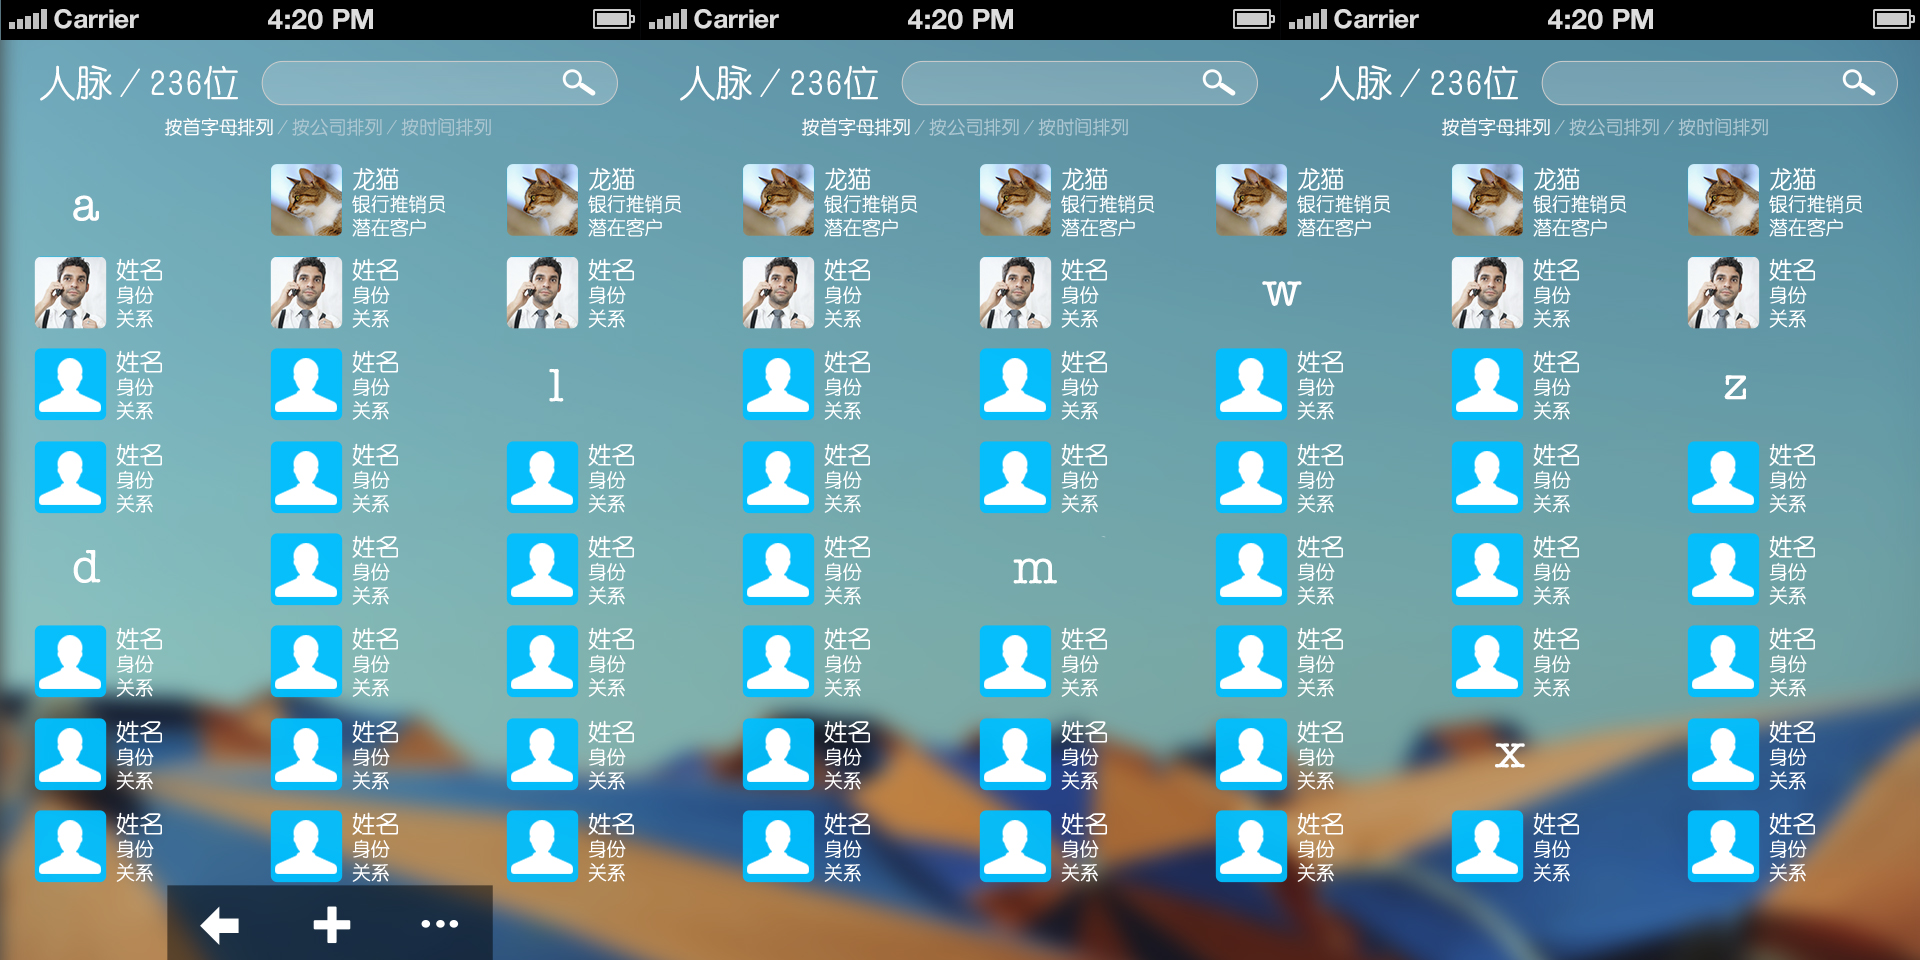 Carrier 4:20 PM Carrier 4:20 PM Carrier 4:20 PM
人脉 / 236位 人脉 / 236位 人脉 / 236位
按首字母排列 / 按公司排列 / 按时间排列 按首字母排列 / 按公司排列 / 按时间排列 按首字母排列 / 按公司排列 / 按时间排列
a
龙猫 龙猫 龙猫 龙猫 龙猫 龙猫 龙猫
银行推销员 银行推销员 银行推销员 银行推销员 银行推销员 银行推销员 银行推销员
潜在客户 潜在客户 潜在客户 潜在客户 潜在客户 潜在客户 潜在客户
姓名 姓名 姓名 姓名 姓名 w 姓名 姓名
身份 身份 身份 身份 身份 身份 身份
关系 关系 关系 关系 关系 关系 关系
姓名 姓名 l 姓名 姓名 姓名 姓名 z
身份 身份 身份 身份 身份 身份
关系 关系 关系 关系 关系 关系
姓名 姓名 姓名 姓名 姓名 姓名 姓名 姓名
身份 身份 身份 身份 身份 身份 身份 身份
关系 关系 关系 关系 关系 关系 关系 关系
d 姓名 姓名 姓名 m 姓名 姓名 姓名
身份 身份 身份 身份 身份 身份
关系 关系 关系 关系 关系 关系
姓名 姓名 姓名 姓名 姓名 姓名 姓名 姓名
身份 身份 身份 身份 身份 身份 身份 身份
关系 关系 关系 关系 关系 关系 关系 关系
姓名 姓名 姓名 姓名 姓名 姓名 x 姓名
身份 身份 身份 身份 身份 身份 身份
关系 关系 关系 关系 关系 关系 关系
姓名 姓名 姓名 姓名 姓名 姓名 姓名 姓名
身份 身份 身份 身份 身份 身份 身份 身份
关系 关系 关系 关系 关系 关系 关系 关系